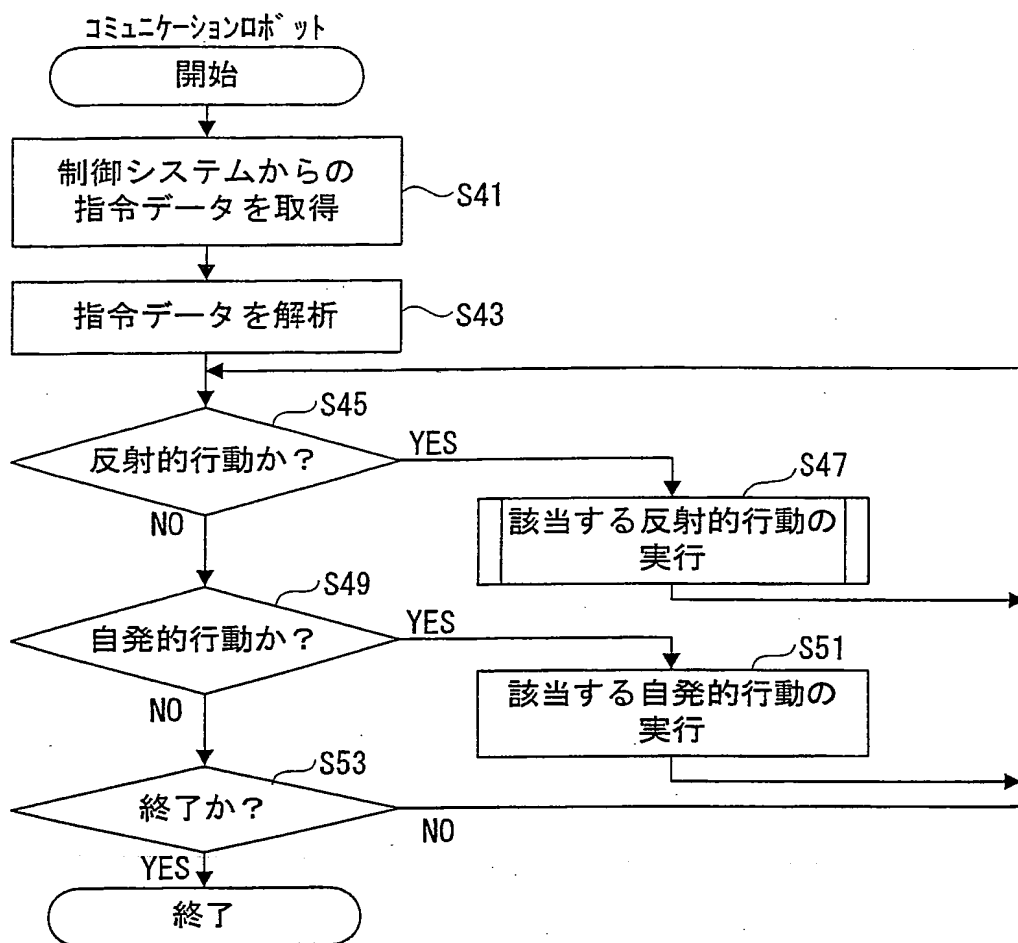 コミュニケーションロボット
開始
制御システムからの
指令データを取得
S41
指令データを解析
S43
S45
反射的行動か？
YES
NO
S47
該当する反射的行動の
実行
S49
自発的行動か？
YES
NO
S51
該当する自発的行動の
実行
S53
終了か？
NO
YES
終了